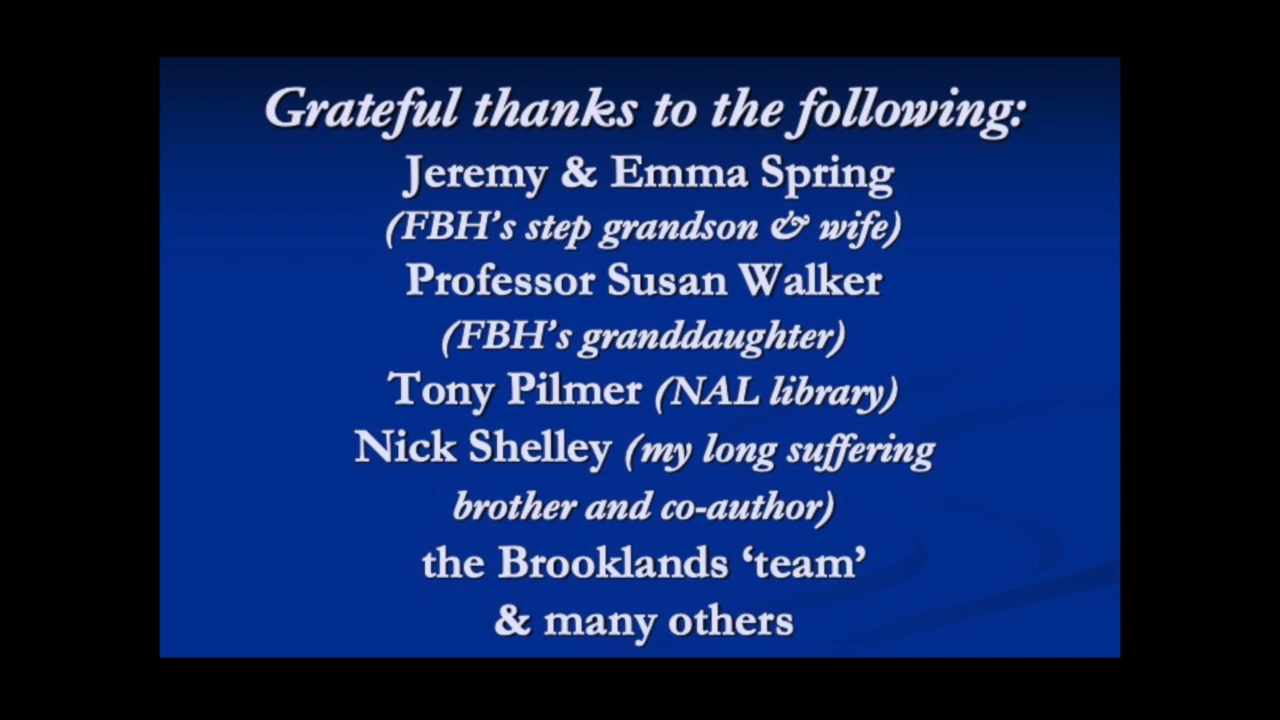 Grateful thanks to the following:
Jeremy & Emma Spring
(FBH’s step grandson & wife)
Professor Susan Walker
(FBH’s granddaughter)
Tony Pilmer (NAL library)
Nick Shelley (my long suffering
brother and co-author)
the Brooklands ‘team’
& many others